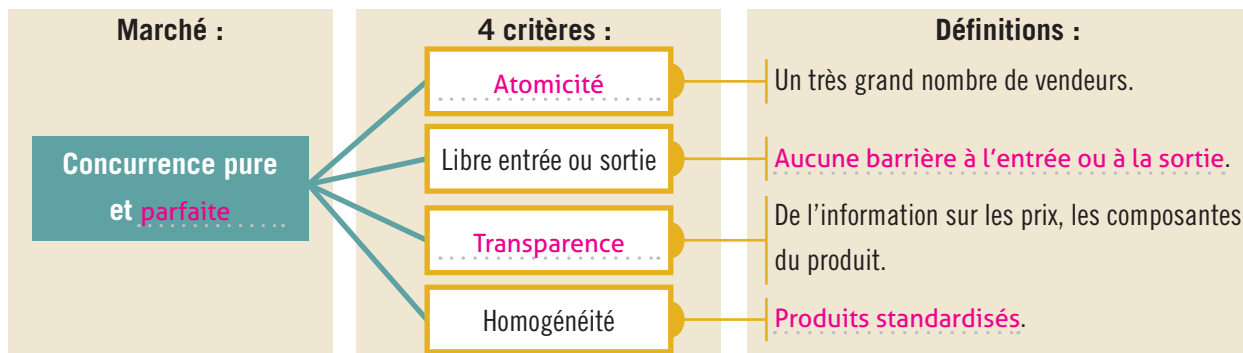 Marché :
4 critères :
Définitions :
Concurrence pure
et parfaite
Atomicité
Un très grand nombre de vendeurs.
Libre entrée ou sortie
Aucune barrière à l'entrée ou à la sortie.
Transparence
De l'information sur les prix, les composantes
du produit.
Homogénéité
Produits standardisés.